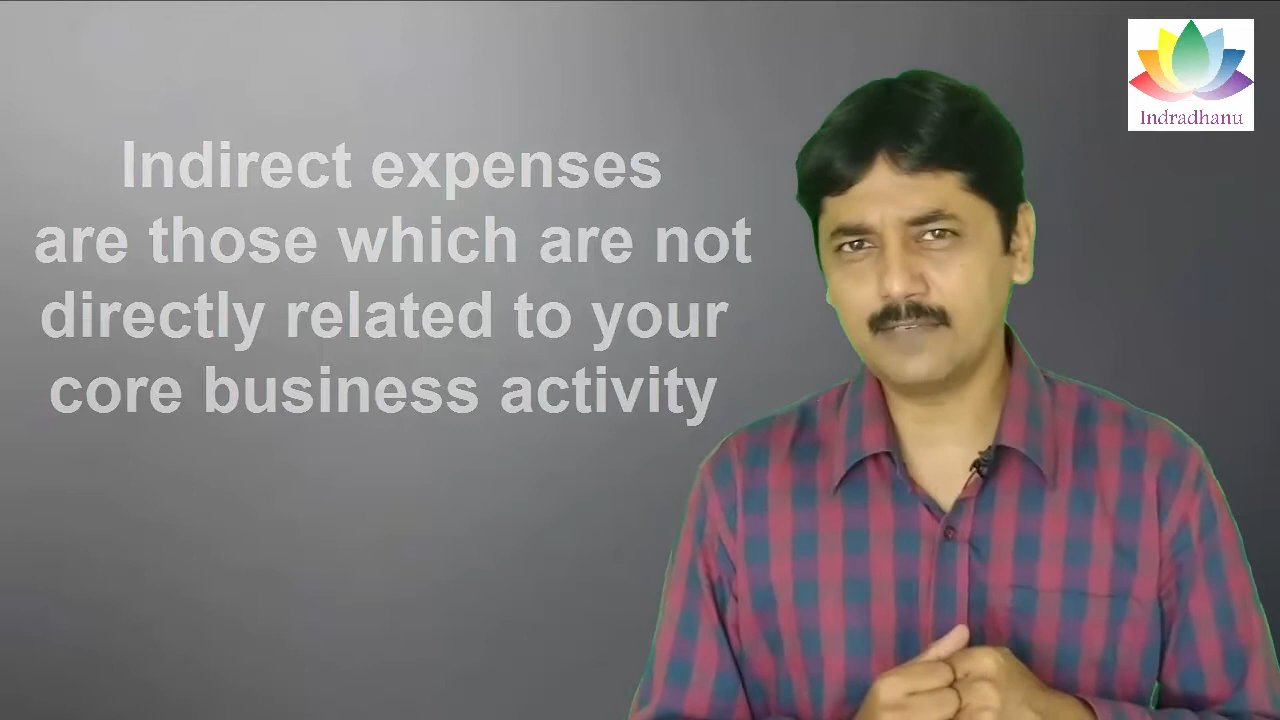 Indradhanu
Indirect expenses
are those which are not
directly related to your
core business activity